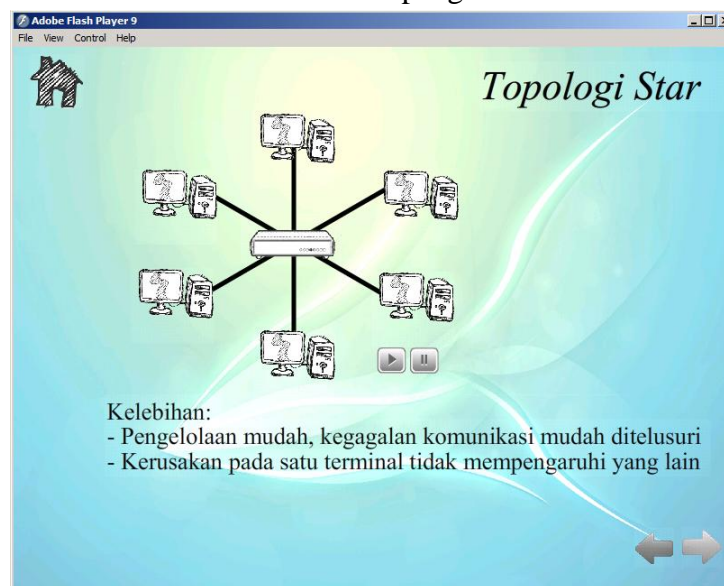 Adobe Flash Player 9
File View Control Help
Topologi Star
Kelebihan:
- Pengelolaan mudah, kegagalan komunikasi mudah ditelusuri
- Kerusakan pada satu terminal tidak mempengaruhi yang lain